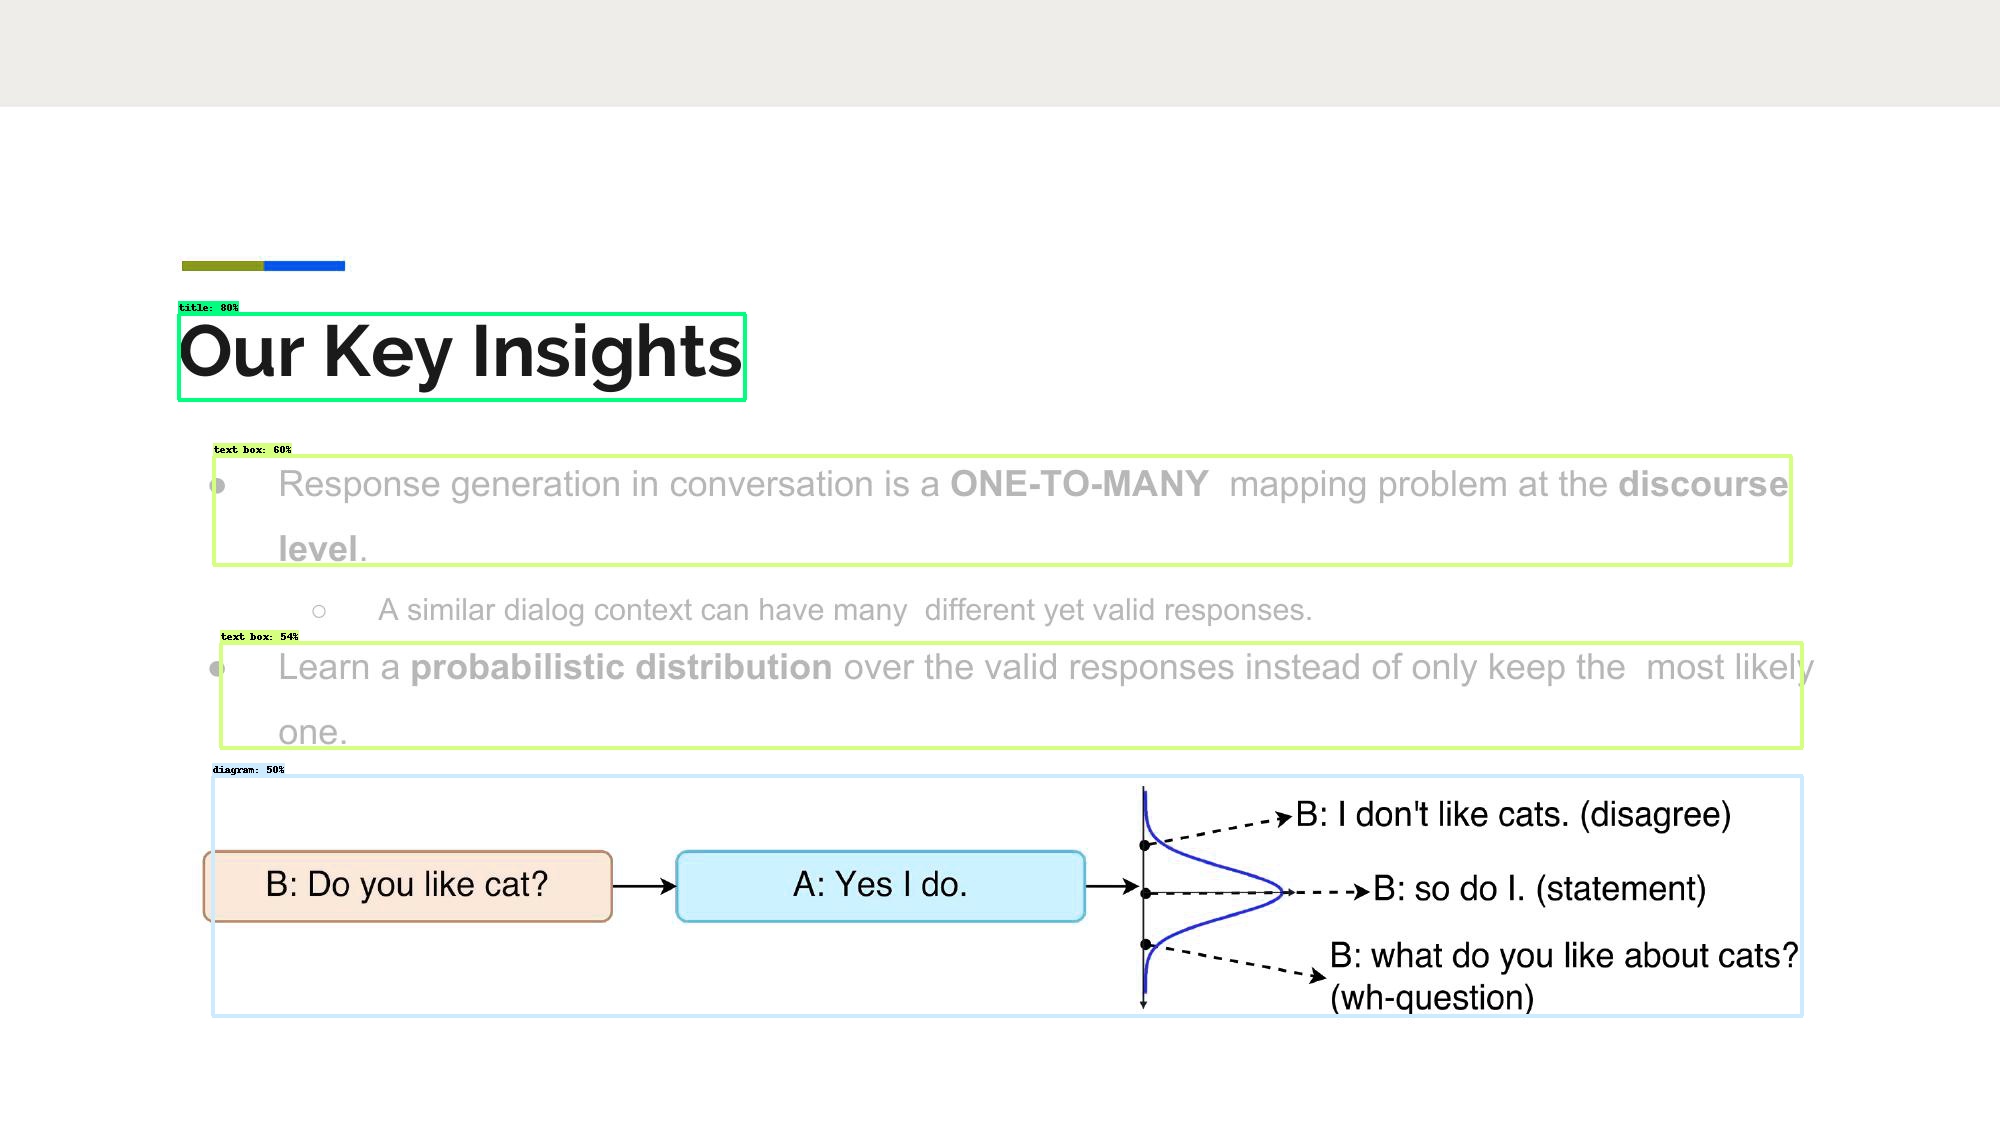 title: 80%
Our Key Insights
text box: 60%
● Response generation in conversation is a ONE-TO-MANY mapping problem at the discourse
level.
○ A similar dialog context can have many different yet valid responses.
text box: 54%
● Learn a probabilistic distribution over the valid responses instead of only keep the most likely
one.
diagram: 50%
B: I don't like cats. (disagree)
B: Do you like cat?
A: Yes I do.
B: so do I. (statement)
B: what do you like about cats?
(wh-question)